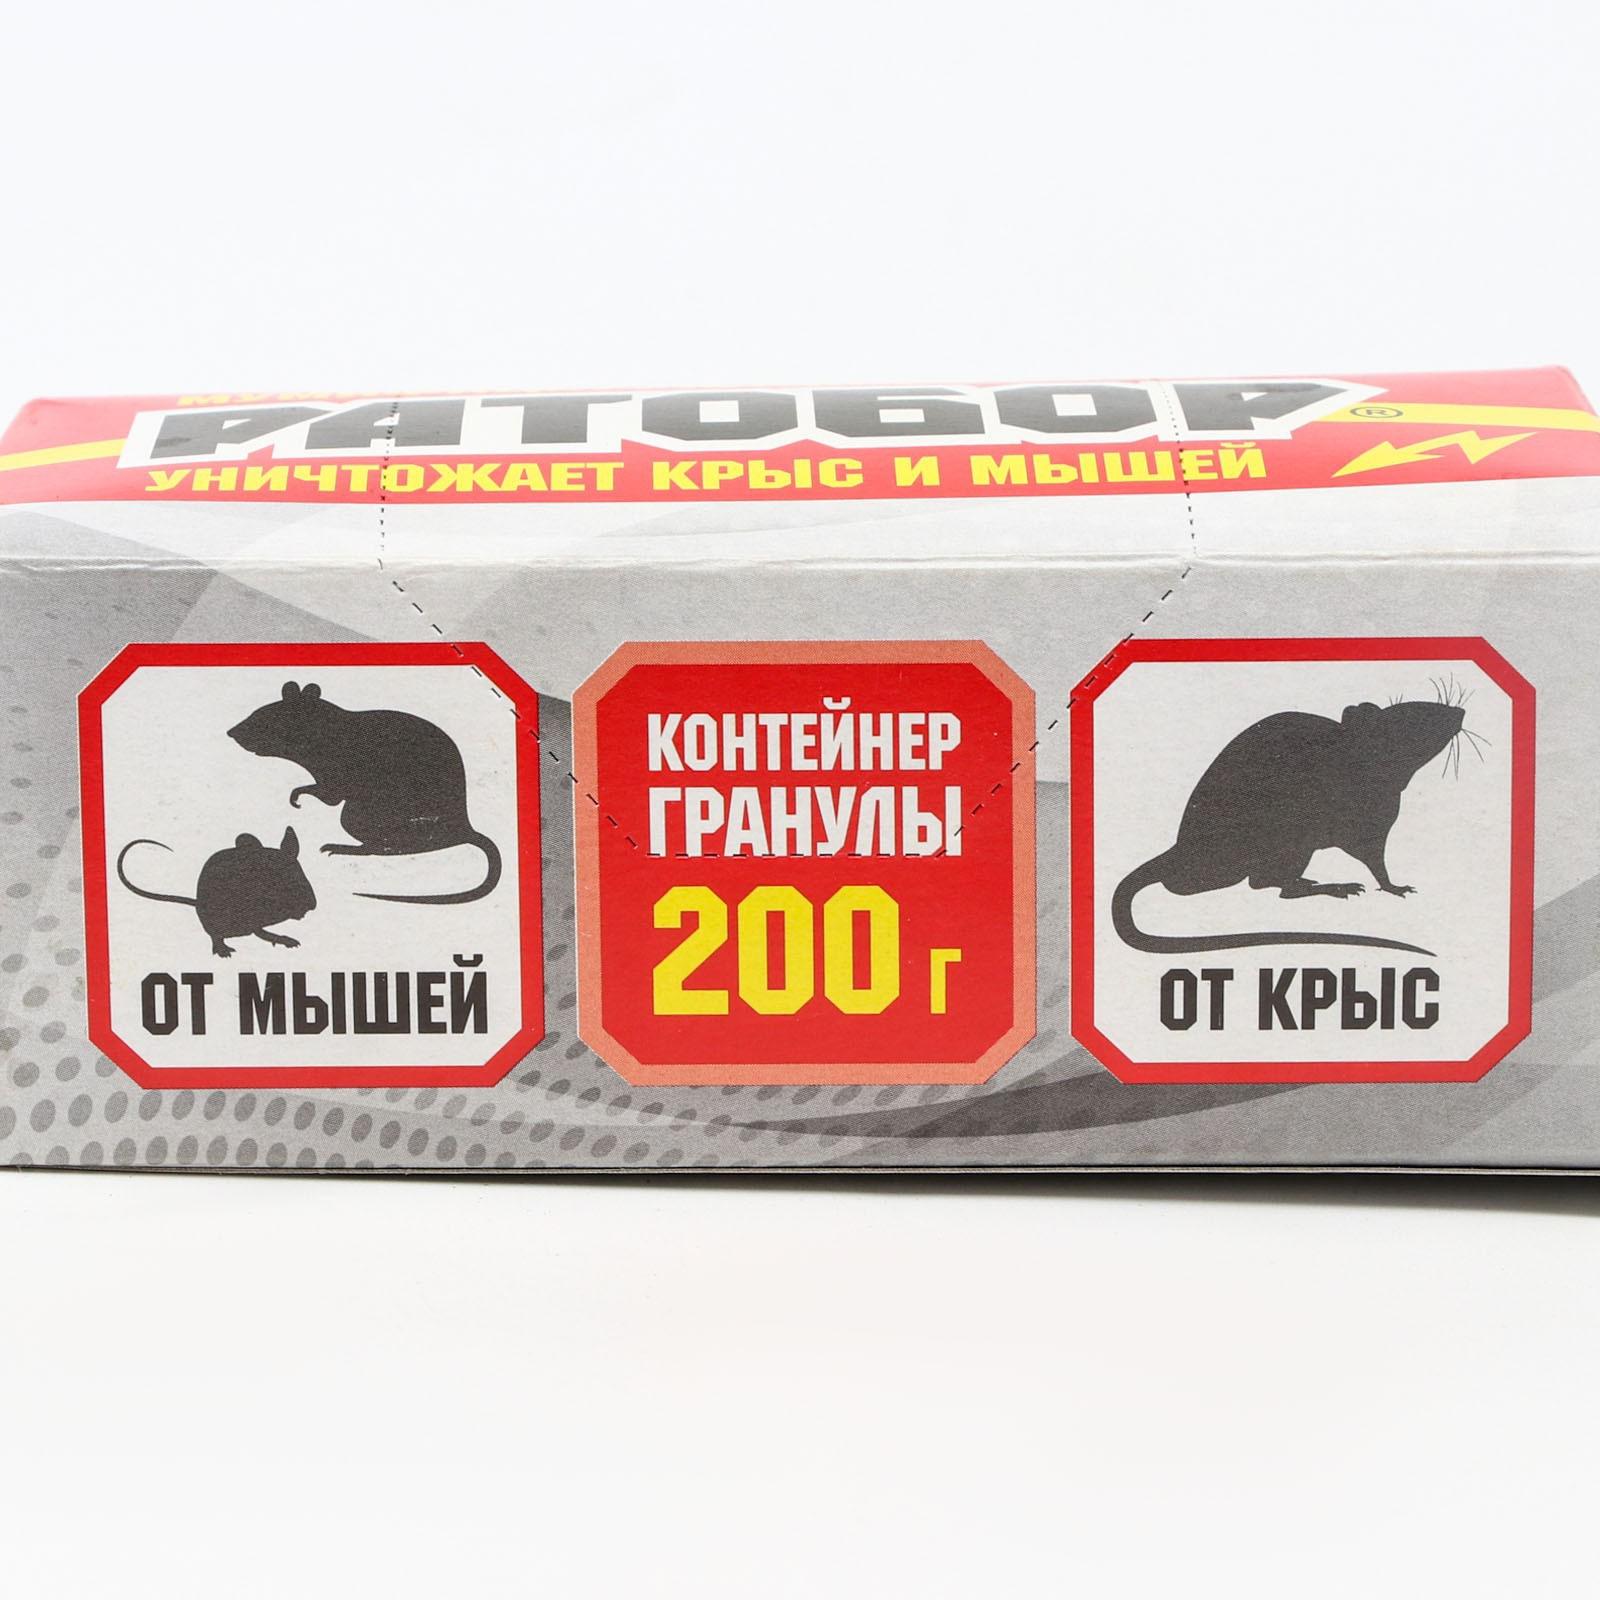 РАТОБОР®
УНИЧТОЖАЕТ КРЫС И МЫШЕЙ
ОТ МЫШЕЙ
КОНТЕЙНЕР
ГРАНУЛЫ
200 г
ОТ КРЫС